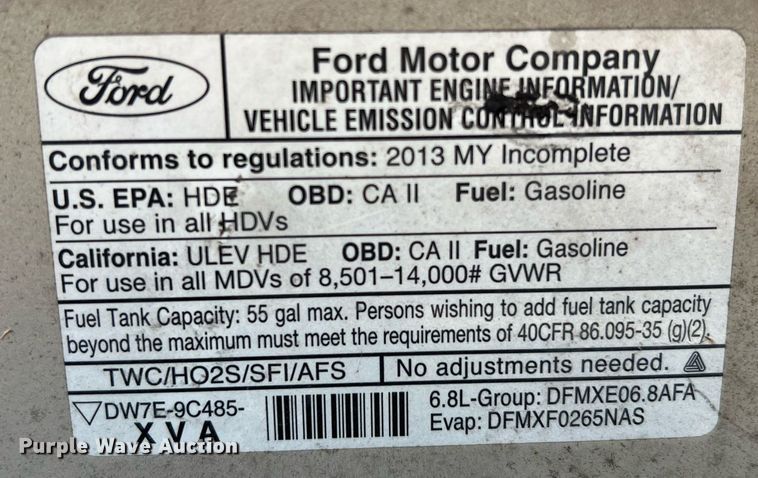 Ford
Ford Motor Company
IMPORTANT ENGINE INFORMATION/
VEHICLE EMISSION CONTROL INFORMATION
Conforms to regulations: 2013 MY Incomplete
U.S. EPA: HDE OBD: CA II Fuel: Gasoline
For use in all HDVs
California: ULEV HDE OBD: CA II Fuel: Gasoline
For use in all MDVs of 8,501-14,000# GVWR
Fuel Tank Capacity: 55 gal max. Persons wishing to add fuel tank capacity
beyond the maximum must meet the requirements of 40CFR 86.095-35 (g)(2).
TWC/HO2S/SFI/AFS No adjustments needed.
DW7E-9C485-
XVA
6.8L-Group: DFMXE06.8AFA
Evap: DFMXF0265NAS
Purple Wave Auction